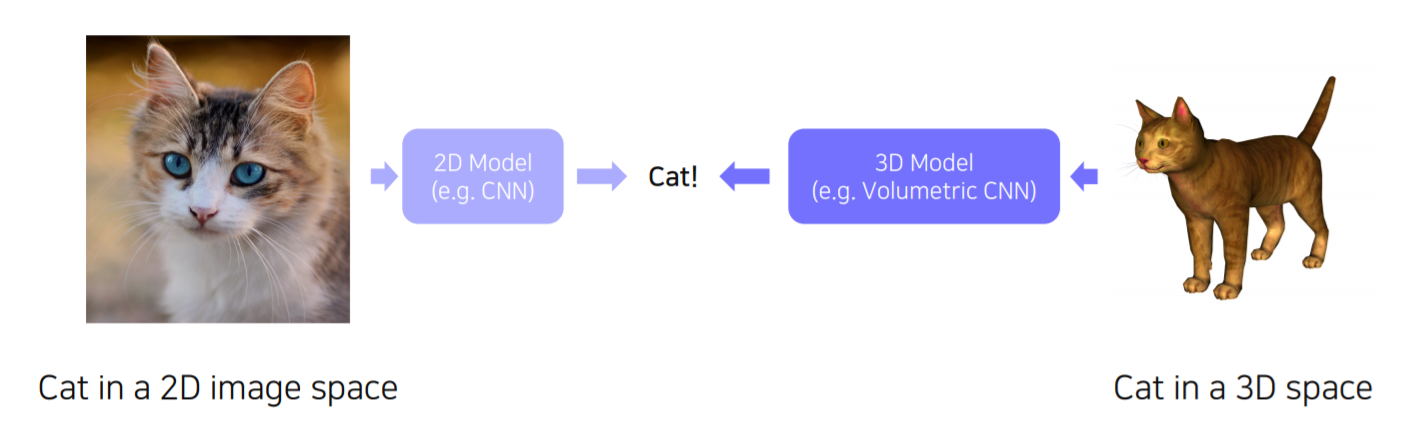 2D Model
(e.g. CNN)
Cat!
3D Model
(e.g. Volumetric CNN)
Cat in a 2D image space
Cat in a 3D space